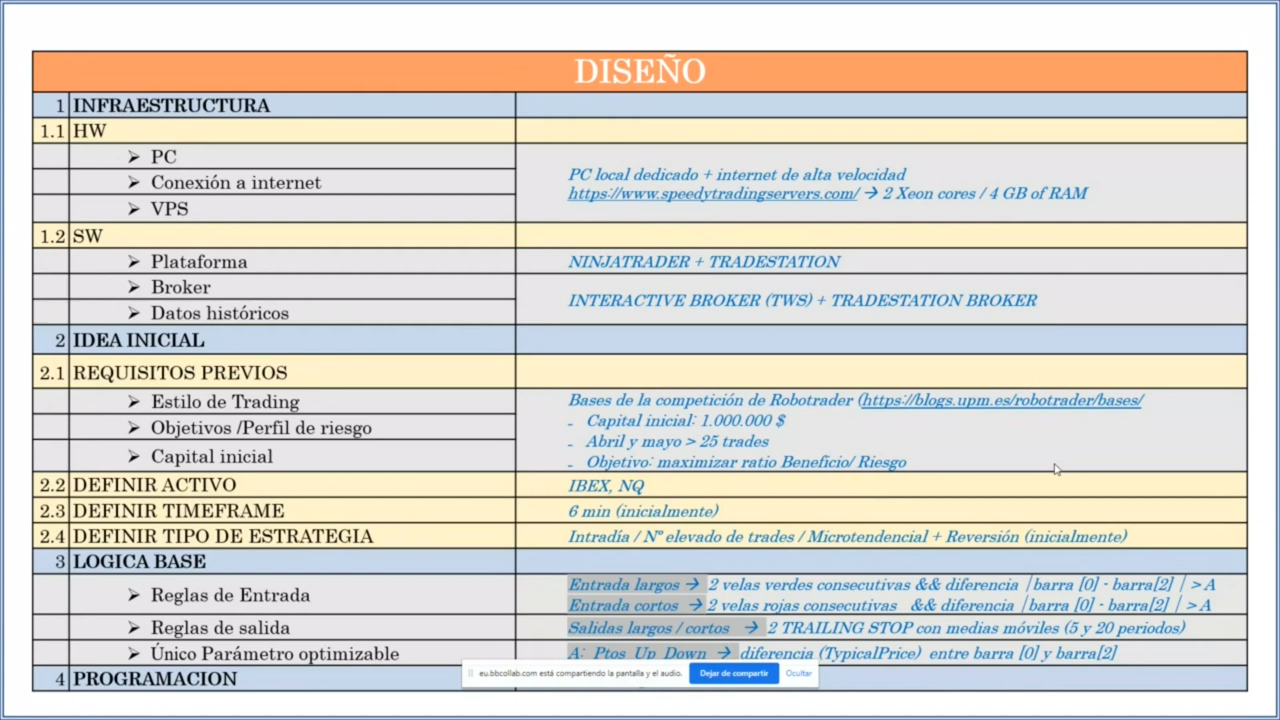 DISEÑO
1 INFRAESTRUCTURA
1.1 HW
➢ PC
➢ Conexión a internet
➢ VPS
PC local dedicado + internet de alta velocidad
https://www.speedytradingservers.com/ → 2 Xeon cores / 4 GB of RAM
1.2 SW
➢ Plataforma
NINJATRADER + TRADESTATION
➢ Broker
➢ Datos históricos
INTERACTIVE BROKER (TWS) + TRADESTATION BROKER
2 IDEA INICIAL
2.1 REQUISITOS PREVIOS
➢ Estilo de Trading
➢ Objetivos /Perfil de riesgo
➢ Capital inicial
Bases de la competición de Robotrader (https://blogs.upm.es/robotrader/bases/
- Capital inicial: 1.000.000 $
- Abril y mayo > 25 trades
- Objetivo: maximizar ratio Beneficio/ Riesgo
2.2 DEFINIR ACTIVO
IBEX, NQ
2.3 DEFINIR TIMEFRAME
6 min (inicialmente)
2.4 DEFINIR TIPO DE ESTRATEGIA
Intradía / Nº elevado de trades / Microtendencial + Reversión (inicialmente)
3 LOGICA BASE
➢ Reglas de Entrada
Entrada largos → 2 velas verdes consecutivas && diferencia |barra [0] - barra[2] | > A
Entrada cortos → 2 velas rojas consecutivas && diferencia |barra [0] - barra[2] | > A
➢ Reglas de salida
Salidas largos / cortos → 2 TRAILING STOP con medias móviles (5 y 20 periodos)
➢ Único Parámetro optimizable
A: Ptos_Up_Down → diferencia (TypicalPrice) entre barra [0] y barra[2]
4 PROGRAMACION
eu.bbcollab.com está compartiendo la pantalla y el audio.
Dejar de compartir
Ocultar